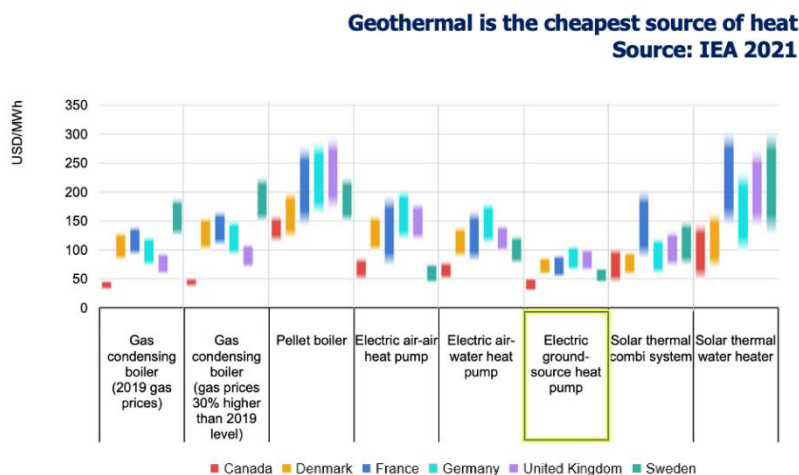 Geothermal is the cheapest source of heat
Source: IEA 2021
USD/MWh
350
300
250
200
150
100
50
0
Gas
condensing
boiler
(2019 gas
prices)
Gas
condensing
boiler
(gas prices
30% higher
than 2019
level)
Pellet boiler
Electric air-air
heat pump
Electric air-
water heat
pump
Electric
ground-
source heat
pump
Solar thermal
combi system
Solar thermal
water heater
Canada Denmark France Germany United Kingdom Sweden